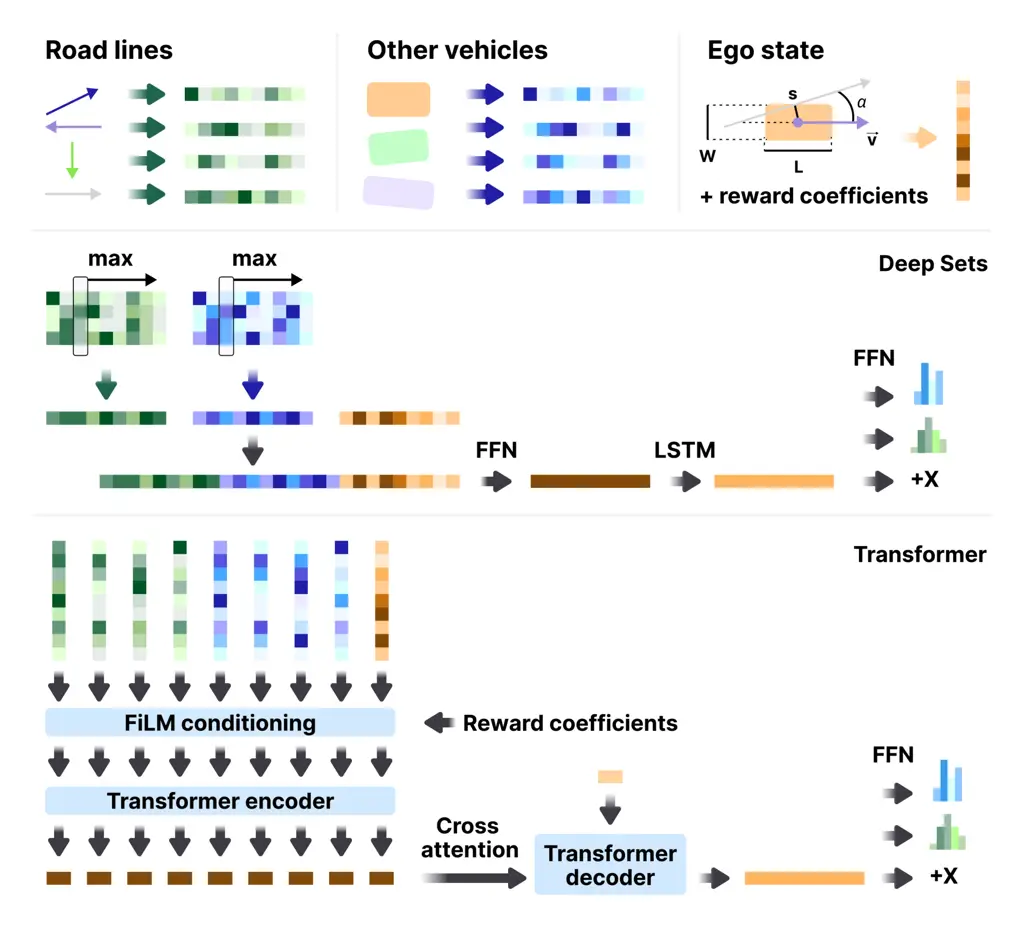 Road lines
Other vehicles
Ego state
s
α
W
v
L
+ reward coefficients
max
max
Deep Sets
FFN
FFN
LSTM
+X
Transformer
FiLM conditioning
Reward coefficients
FFN
Transformer encoder
Cross
attention
Transformer
decoder
+X